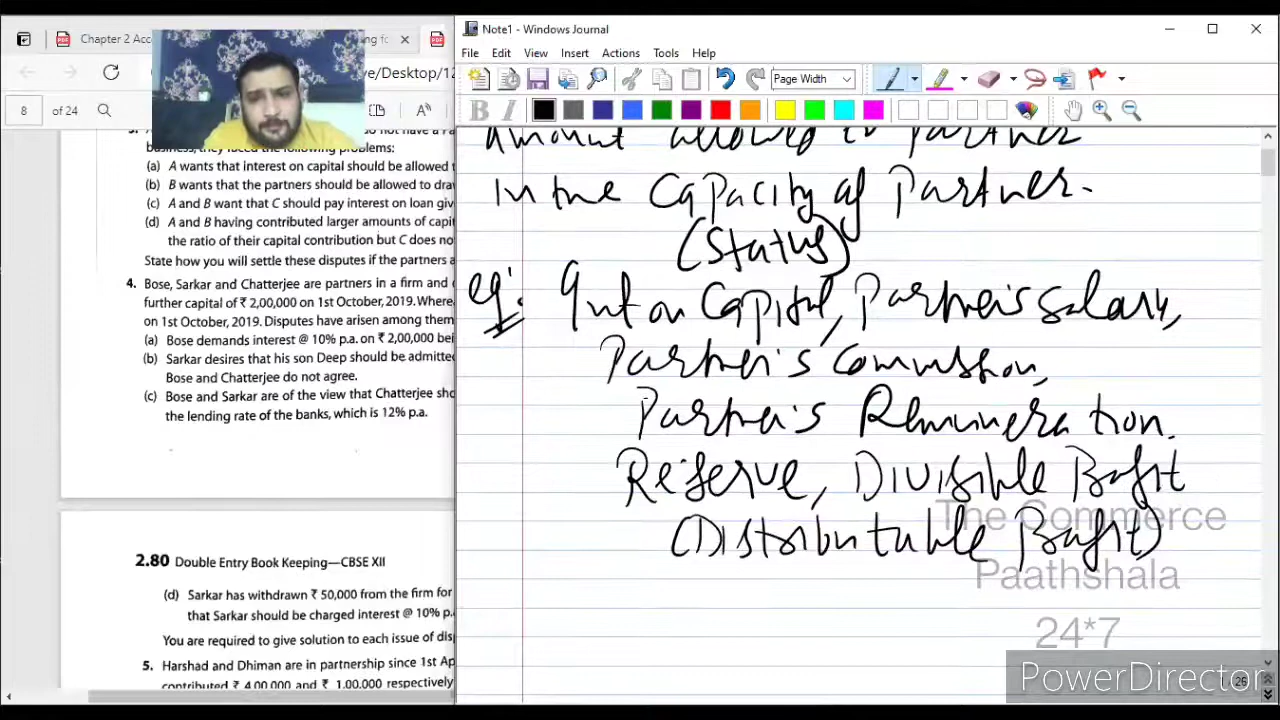 Note1 - Windows Journal
Chapter 2 Acc
File Edit View Insert Actions Tools Help
ve/Desktop/12
Page Width
8 of 24
B I
(a) A wants that interest on capital should be allowed t
(b) B wants that the partners should be allowed to dra
(c) A and B want that C should pay interest on loan giv
(d) A and B having contributed larger amounts of capi
the ratio of their capital contribution but C does no
State how you will settle these disputes if the partners a
4. Bose, Sarkar and Chatterjee are partners in a firm and
further capital of ₹ 2,00,000 on 1st October, 2019. Where
on 1st October, 2019. Disputes have arisen among them
(a) Bose demands interest @ 10% p.a. on ₹ 2,00,000 bei
(b) Sarkar desires that his son Deep should be admitted
Bose and Chatterjee do not agree.
(c) Bose and Sarkar are of the view that Chatterjee sho
the lending rate of the banks, which is 12% p.a.
2.80 Double Entry Book Keeping—CBSE XII
(d) Sarkar has withdrawn ₹ 50,000 from the firm for
that Sarkar should be charged interest @ 10% p.
You are required to give solution to each issue of dis
5. Harshad and Dhiman are in partnership since 1st Ap
contributed ₹ 4,00,000 and ₹ 1,00,000 respectively
amount allowed to Partner
in the Capacity of Partner.
(Status)
eg: Int on Capital, Partner's salary,
Partner's Commission,
Partner's Remuneration.
Reserve, Divisible Profit
(Distributable Profit)
The Commerce
Paathshala
24*7
PowerDirector